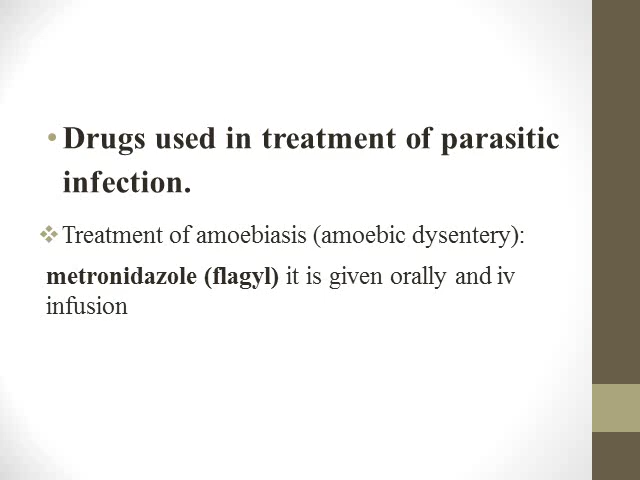 • Drugs used in treatment of parasitic
infection.
❖ Treatment of amoebiasis (amoebic dysentery):
metronidazole (flagyl) it is given orally and iv
infusion